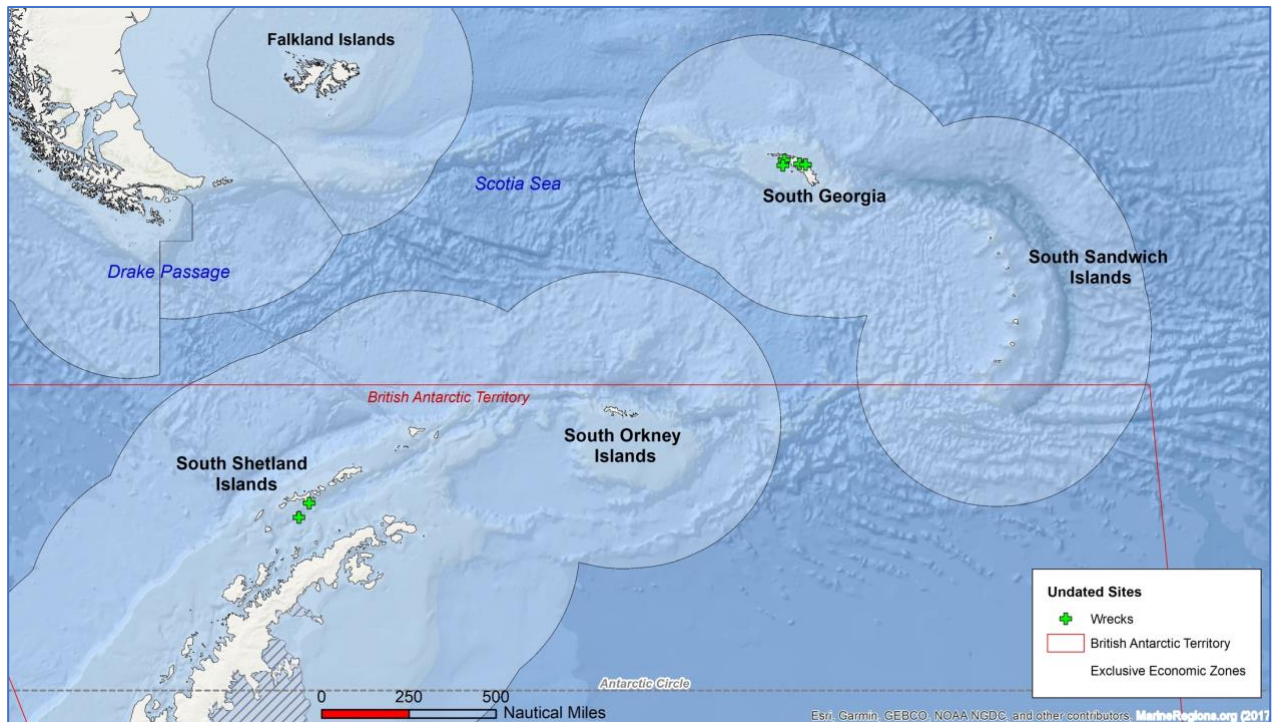 Falkland Islands
Scotia Sea
South Georgia
Drake Passage
South Sandwich
Islands
British Antarctic Territory
South Orkney
Islands
South Shetland
Islands
Undated Sites
Wrecks
British Antarctic Territory
Exclusive Economic Zones
Antarctic Circle
0 250 500
Nautical Miles
Esri, Garmin, GEBCO, NOAA NGDC, and other contributors, MarineRegions.org (2017